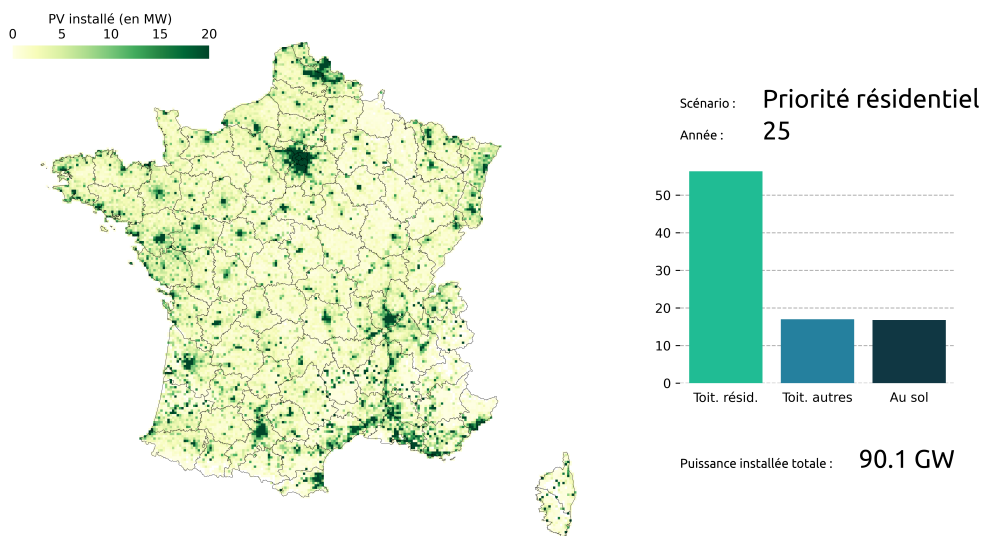 PV installé (en MW)
0 5 10 15 20
Scénario : Priorité résidentiel
Année : 25
50
40
30
20
10
0
Toit. résid. Toit. autres Au sol
Puissance installée totale : 90.1 GW